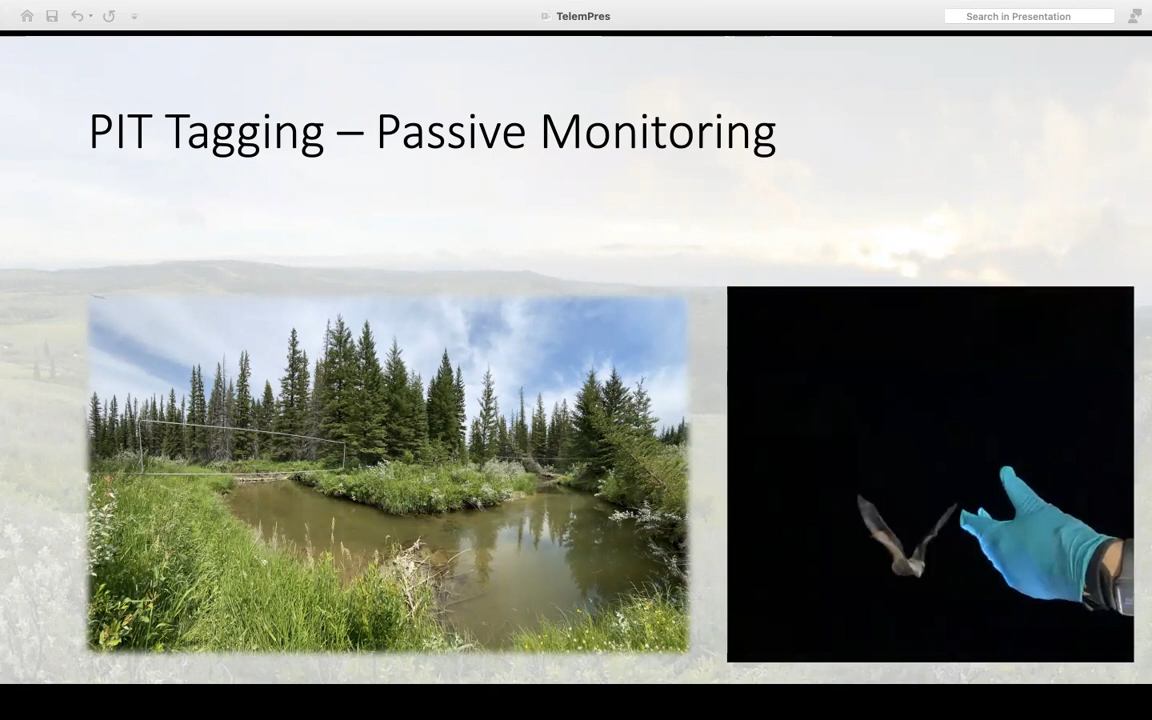 TelemPres
Search in Presentation
PIT Tagging – Passive Monitoring